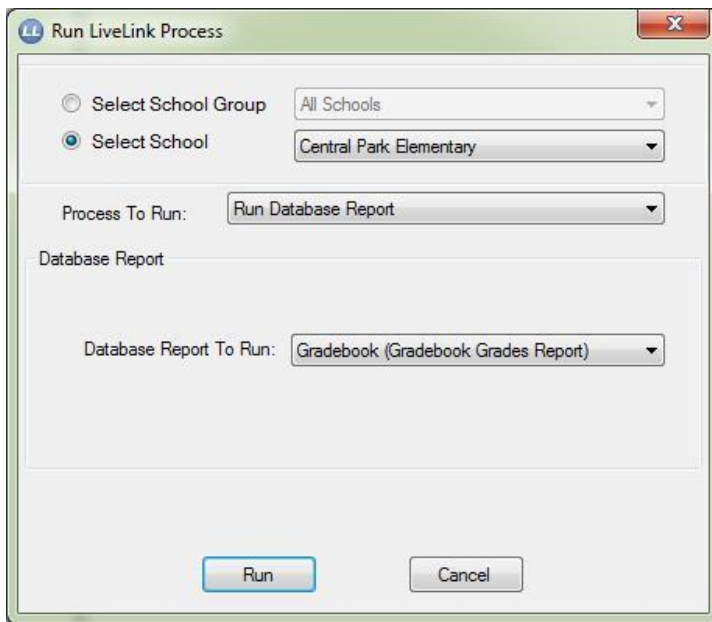 LL Run LiveLink Process
Select School Group All Schools
Select School Central Park Elementary
Process To Run: Run Database Report
Database Report
Database Report To Run: Gradebook (Gradebook Grades Report)
Run Cancel